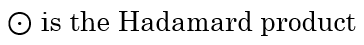 ⊙ is the Hadamard product